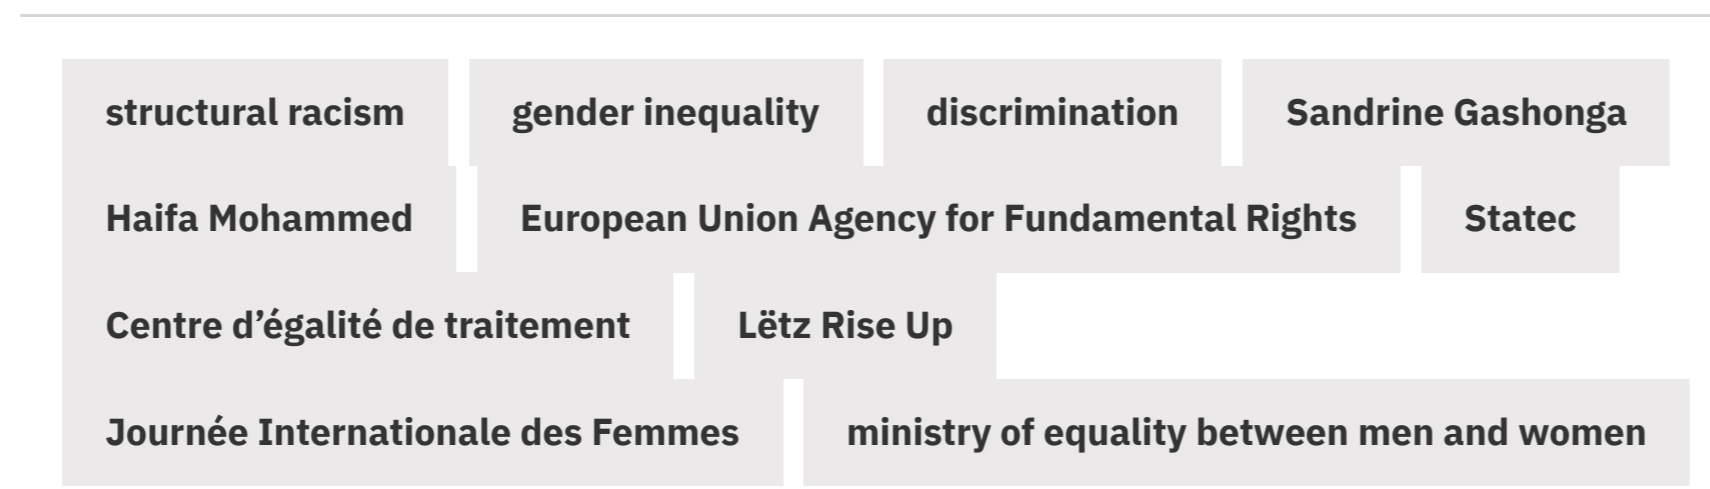 structural racism gender inequality discrimination Sandrine Gashonga
Haifa Mohammed European Union Agency for Fundamental Rights Statec
Centre d’égalité de traitement Lëtz Rise Up
Journée Internationale des Femmes ministry of equality between men and women